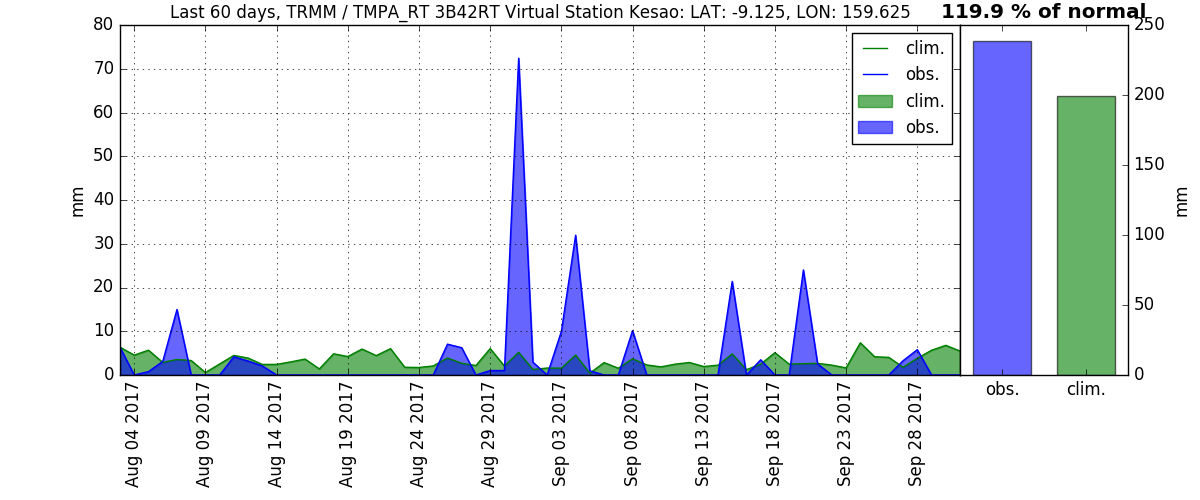 Last 60 days, TRMM / TMPA_RT 3B42RT Virtual Station Kesao: LAT: -9.125, LON: 159.625
119.9 % of normal
80
70
60
50
40
30
20
10
0
mm
clim.
obs.
clim.
obs.
250
200
150
100
50
0
mm
Aug 04 2017
Aug 09 2017
Aug 14 2017
Aug 19 2017
Aug 24 2017
Aug 29 2017
Sep 03 2017
Sep 08 2017
Sep 13 2017
Sep 18 2017
Sep 23 2017
Sep 28 2017
obs.
clim.